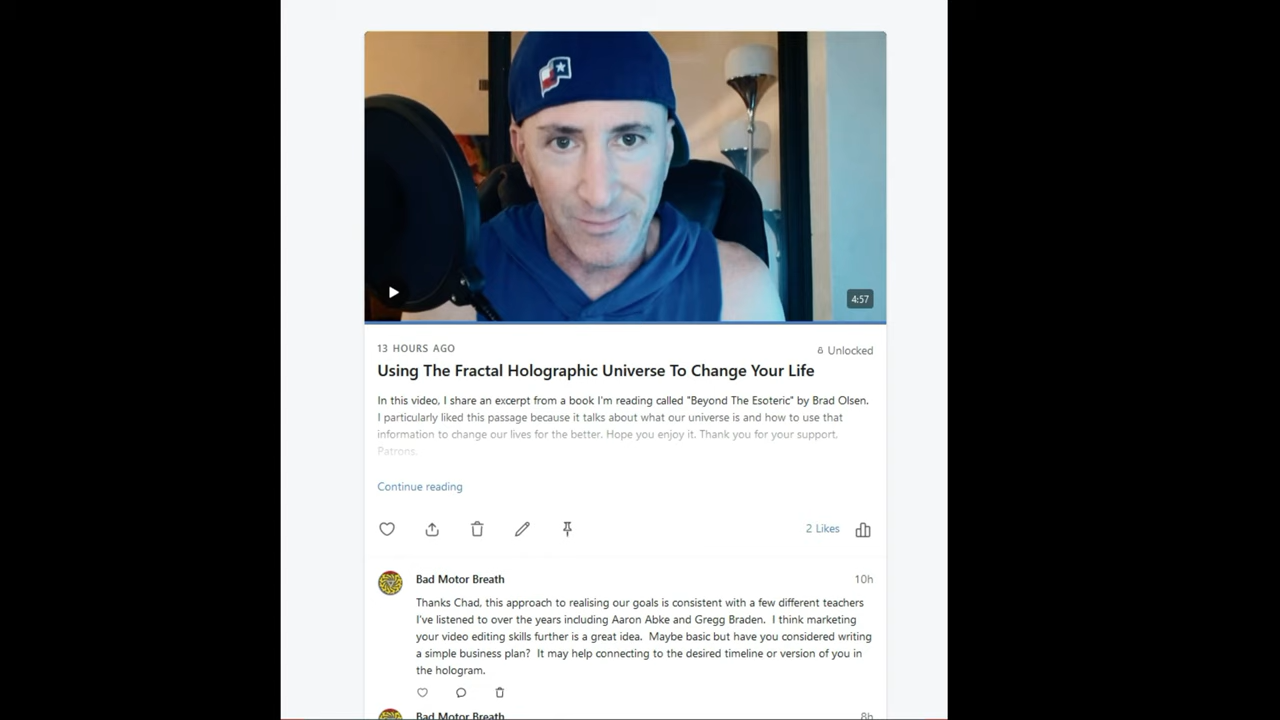 4:57
13 HOURS AGO
Unlocked
Using The Fractal Holographic Universe To Change Your Life
In this video, I share an excerpt from a book I'm reading called "Beyond The Esoteric" by Brad Olsen.
I particularly liked this passage because it talks about what our universe is and how to use that
information to change our lives for the better. Hope you enjoy it. Thank you for your support,
Patrons.
Continue reading
2 Likes
Bad Motor Breath
10h
Thanks Chad, this approach to realising our goals is consistent with a few different teachers
I've listened to over the years including Aaron Abke and Gregg Braden.  I think marketing
your video editing skills further is a great idea.  Maybe basic but have you considered writing
a simple business plan?  It may help connecting to the desired timeline or version of you in
the hologram.
Bad Motor Breath
8h